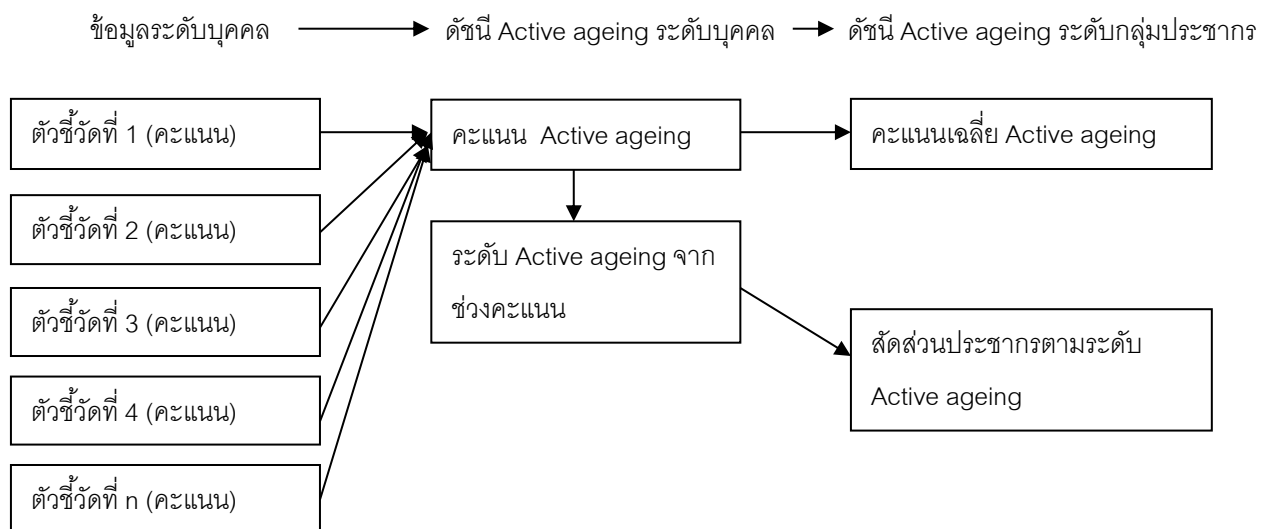 ข้อมูลระดับบุคคล ดัชนี Active ageing ระดับบุคคล ดัชนี Active ageing ระดับกลุ่มประชากร
ตัวชี้วัดที่ 1 (คะแนน)
ตัวชี้วัดที่ 2 (คะแนน)
ตัวชี้วัดที่ 3 (คะแนน)
ตัวชี้วัดที่ 4 (คะแนน)
ตัวชี้วัดที่ n (คะแนน)
คะแนน Active ageing
ระดับ Active ageing จาก
ช่วงคะแนน
คะแนนเฉลี่ย Active ageing
สัดส่วนประชากรตามระดับ
Active ageing